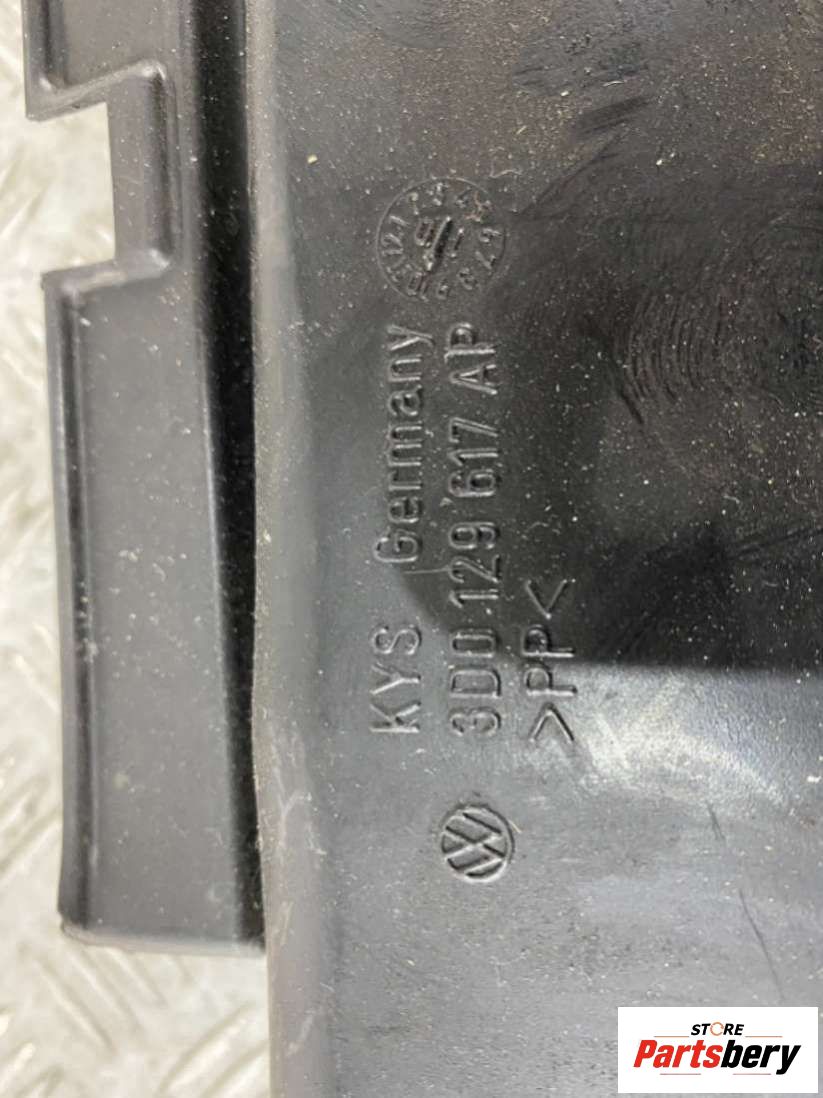 KYS Germany
3D0 129 617 AP
>PP<
STORE
Partsbery